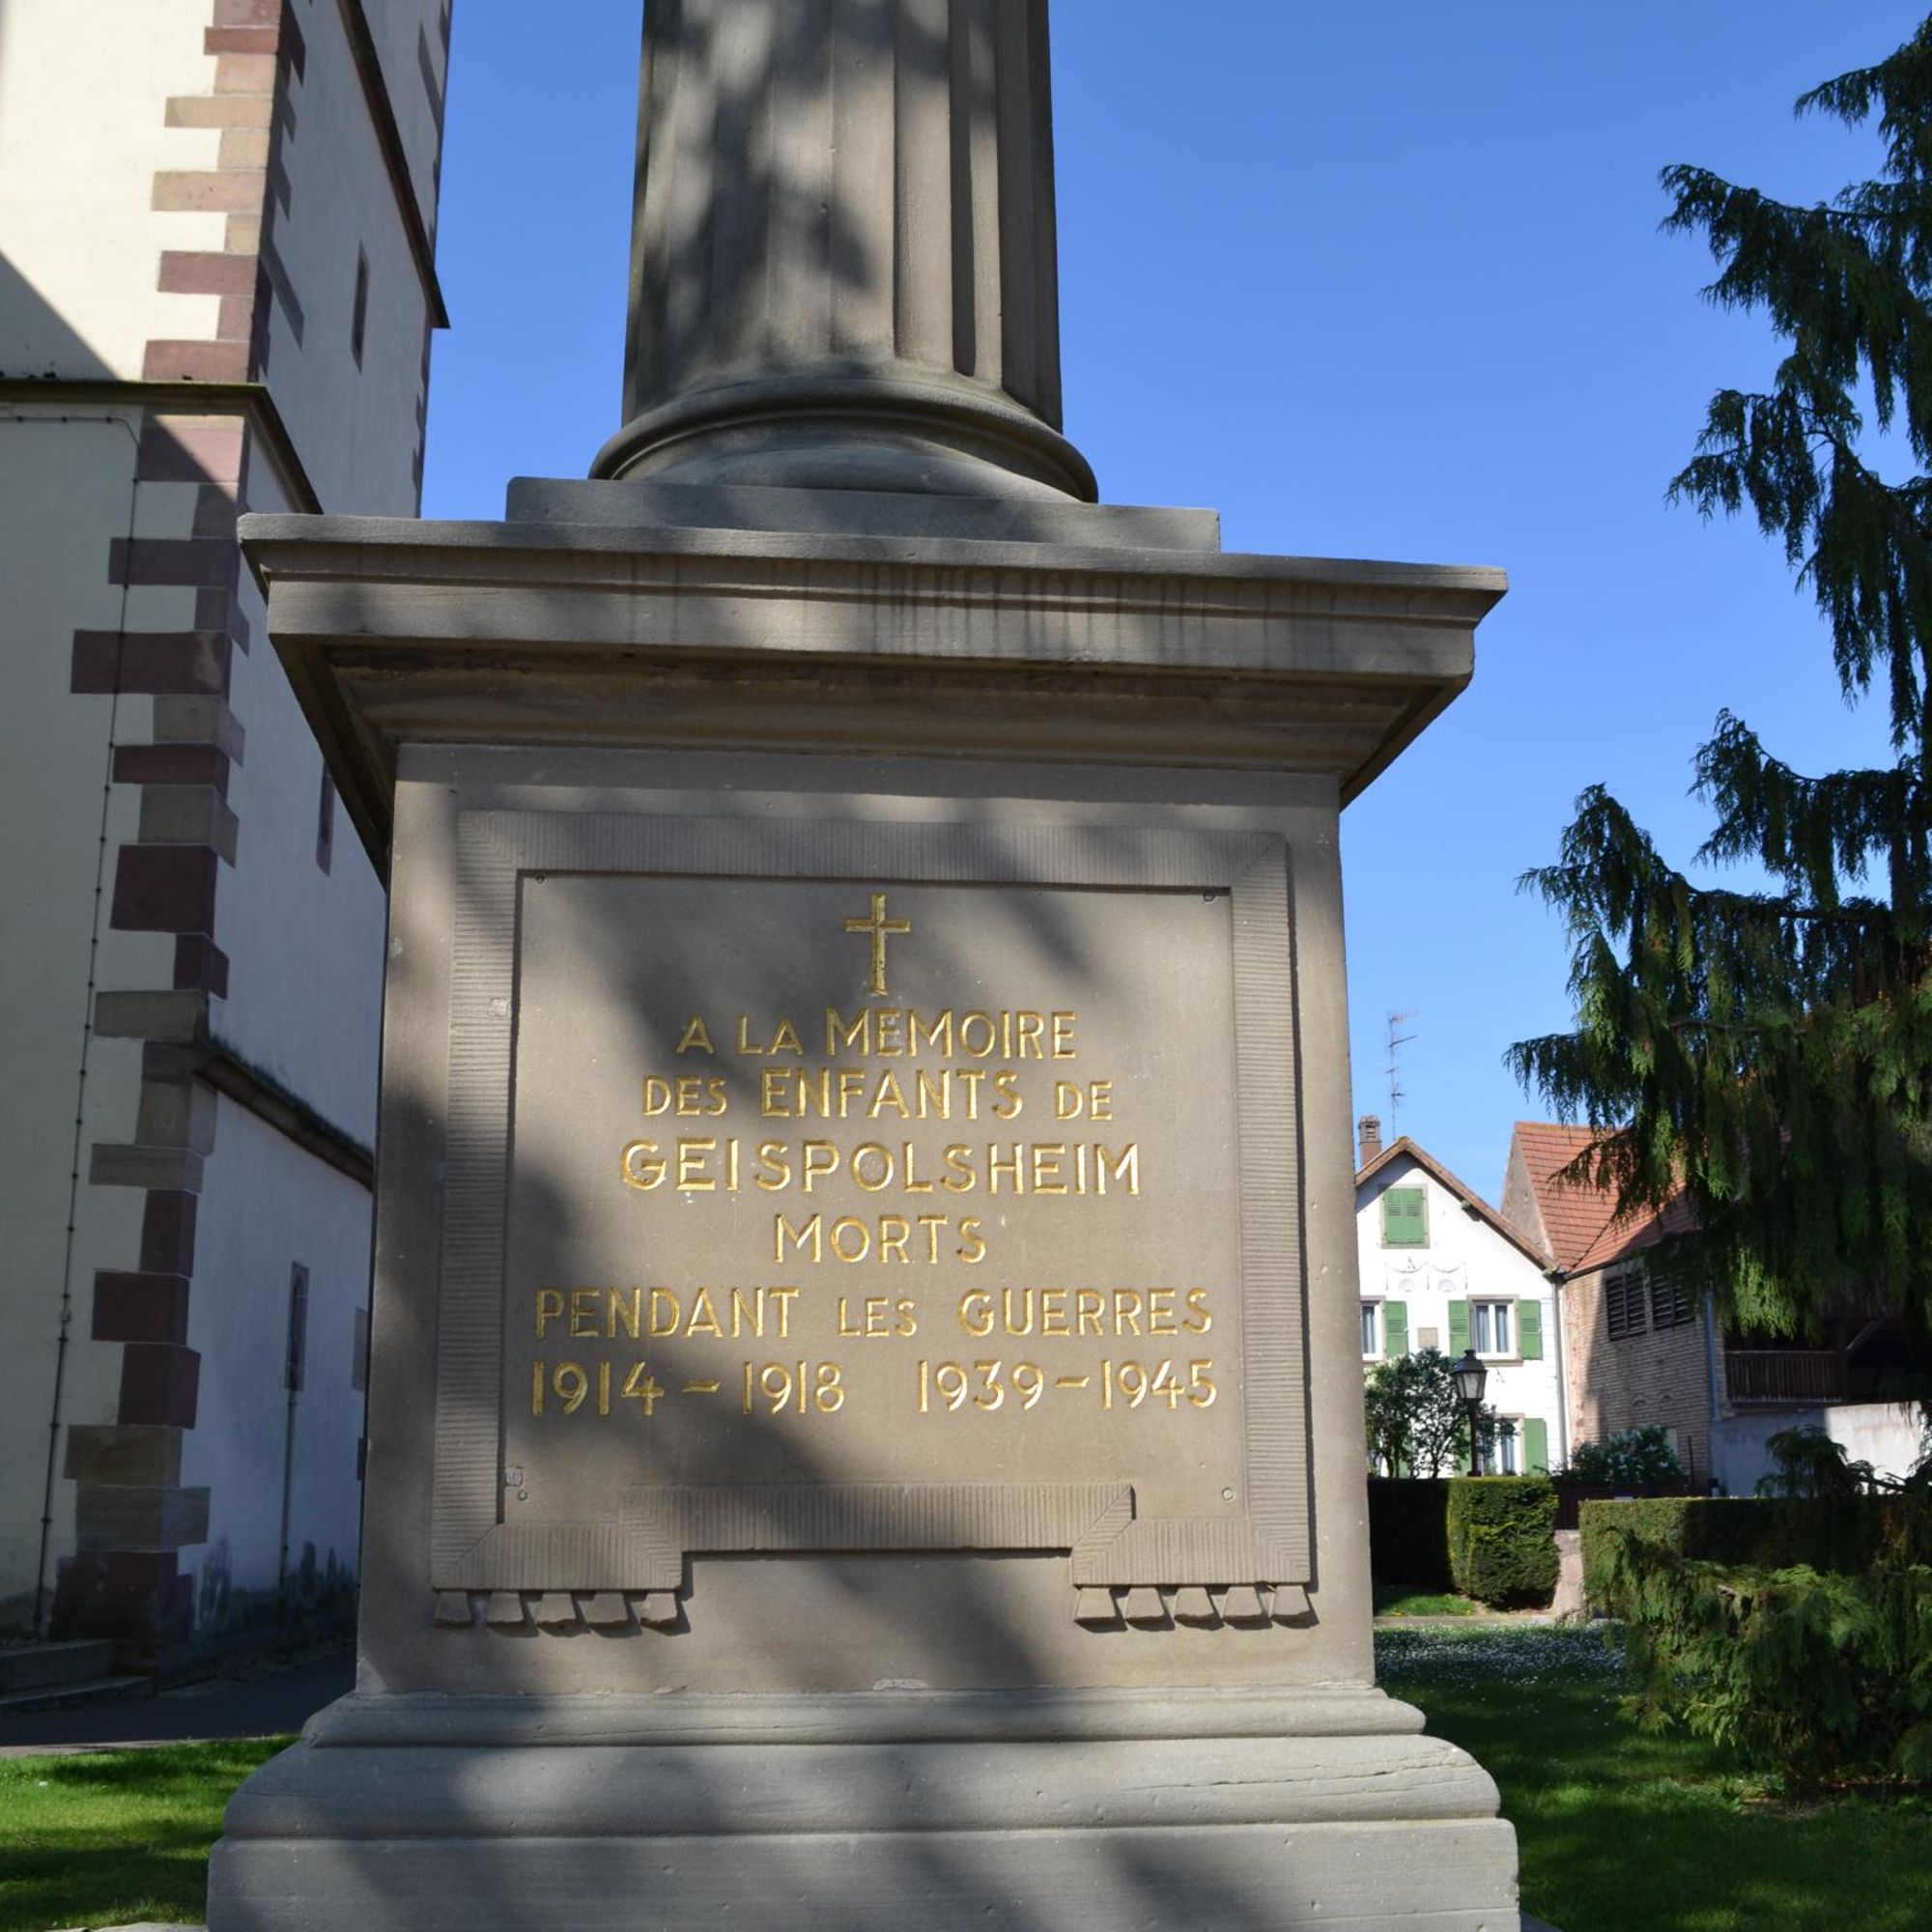 A LA MEMOIRE
DES ENFANTS DE
GEISPOLSHEIM
MORTS
PENDANT LES GUERRES
1914-1918 1939-1945